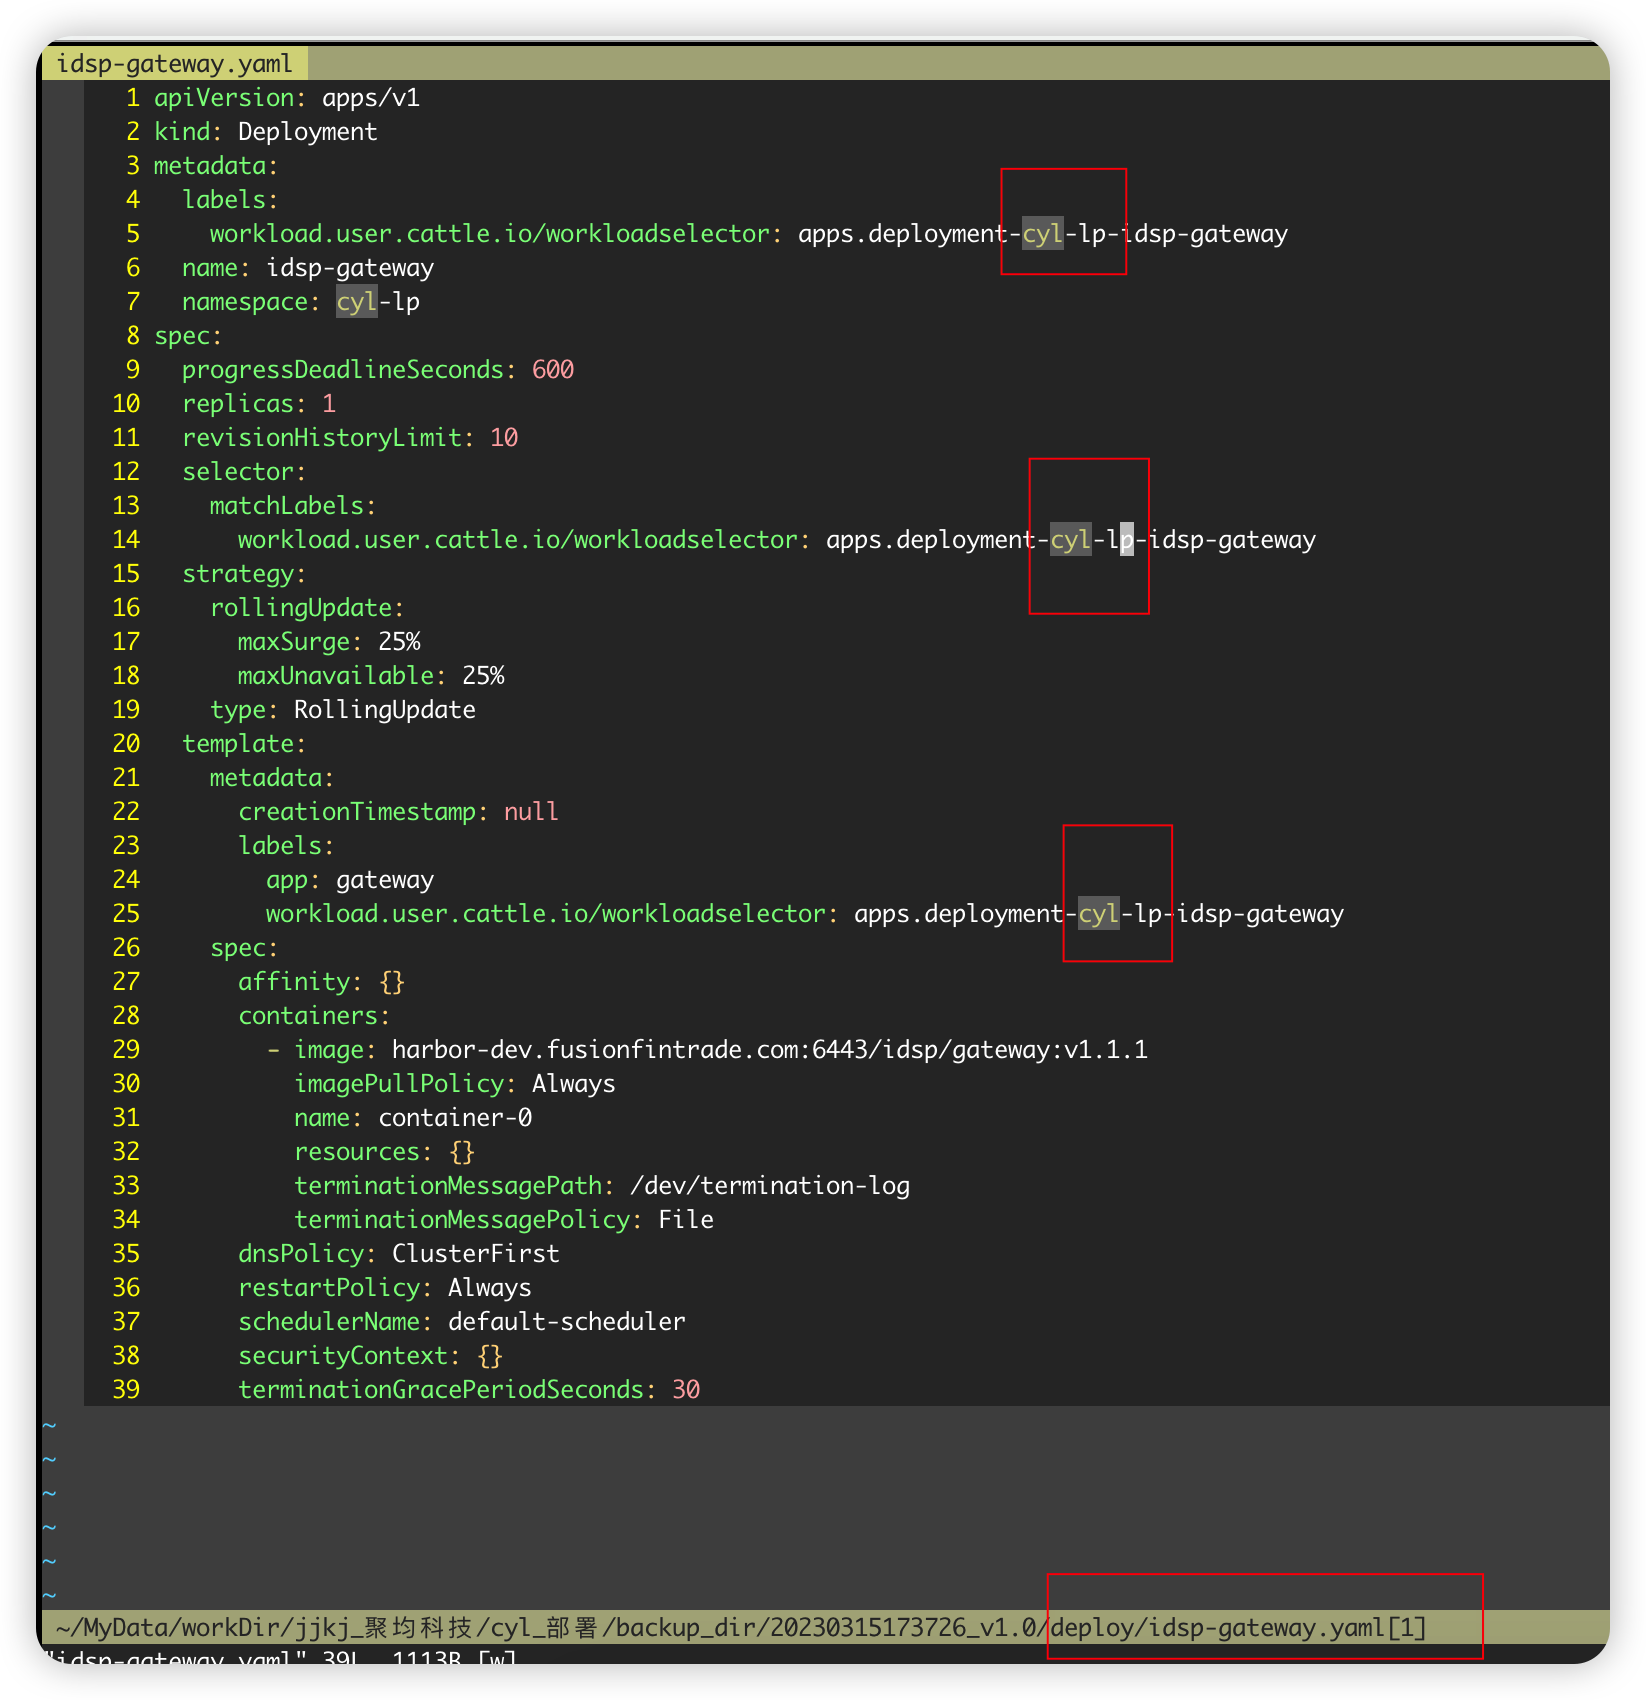 idsp-gateway.yaml
1 apiVersion: apps/v1
2 kind: Deployment
3 metadata:
4   labels:
5     workload.user.cattle.io/workloadselector: apps.deployment-cyl-lp-idsp-gateway
6   name: idsp-gateway
7   namespace: cyl-lp
8 spec:
9   progressDeadlineSeconds: 600
10   replicas: 1
11   revisionHistoryLimit: 10
12   selector:
13     matchLabels:
14       workload.user.cattle.io/workloadselector: apps.deployment-cyl-lp-idsp-gateway
15   strategy:
16     rollingUpdate:
17       maxSurge: 25%
18       maxUnavailable: 25%
19     type: RollingUpdate
20   template:
21     metadata:
22       creationTimestamp: null
23       labels:
24         app: gateway
25         workload.user.cattle.io/workloadselector: apps.deployment-cyl-lp-idsp-gateway
26     spec:
27       affinity: {}
28       containers:
29         - image: harbor-dev.fusionfintrade.com:6443/idsp/gateway:v1.1.1
30           imagePullPolicy: Always
31           name: container-0
32           resources: {}
33           terminationMessagePath: /dev/termination-log
34           terminationMessagePolicy: File
35       dnsPolicy: ClusterFirst
36       restartPolicy: Always
37       schedulerName: default-scheduler
38       securityContext: {}
39       terminationGracePeriodSeconds: 30
~
~
~
~
~
~
~/MyData/workDir/jjkj_聚均科技/cyl_部署/backup_dir/20230315173726_v1.0/deploy/idsp-gateway.yaml[1]
"idsp-gateway.yaml" 39L, 1113B [w]